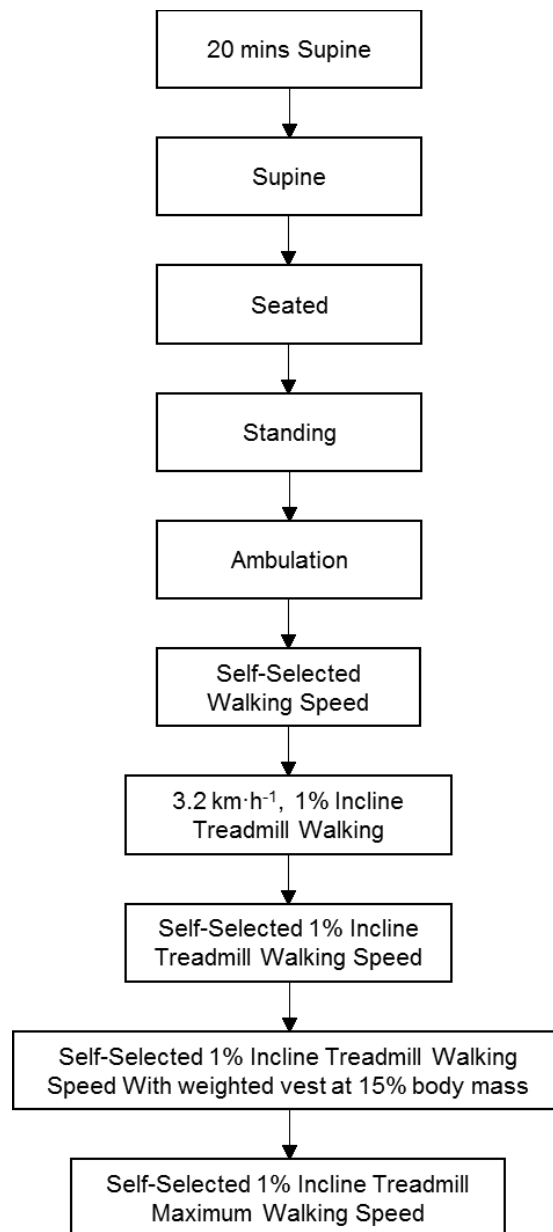 20 mins Supine
Supine
Seated
Standing
Ambulation
Self-Selected
Walking Speed
3.2 km·h⁻¹, 1% Incline
Treadmill Walking
Self-Selected 1% Incline
Treadmill Walking Speed
Self-Selected 1% Incline Treadmill Walking
Speed With weighted vest at 15% body mass
Self-Selected 1% Incline Treadmill
Maximum Walking Speed